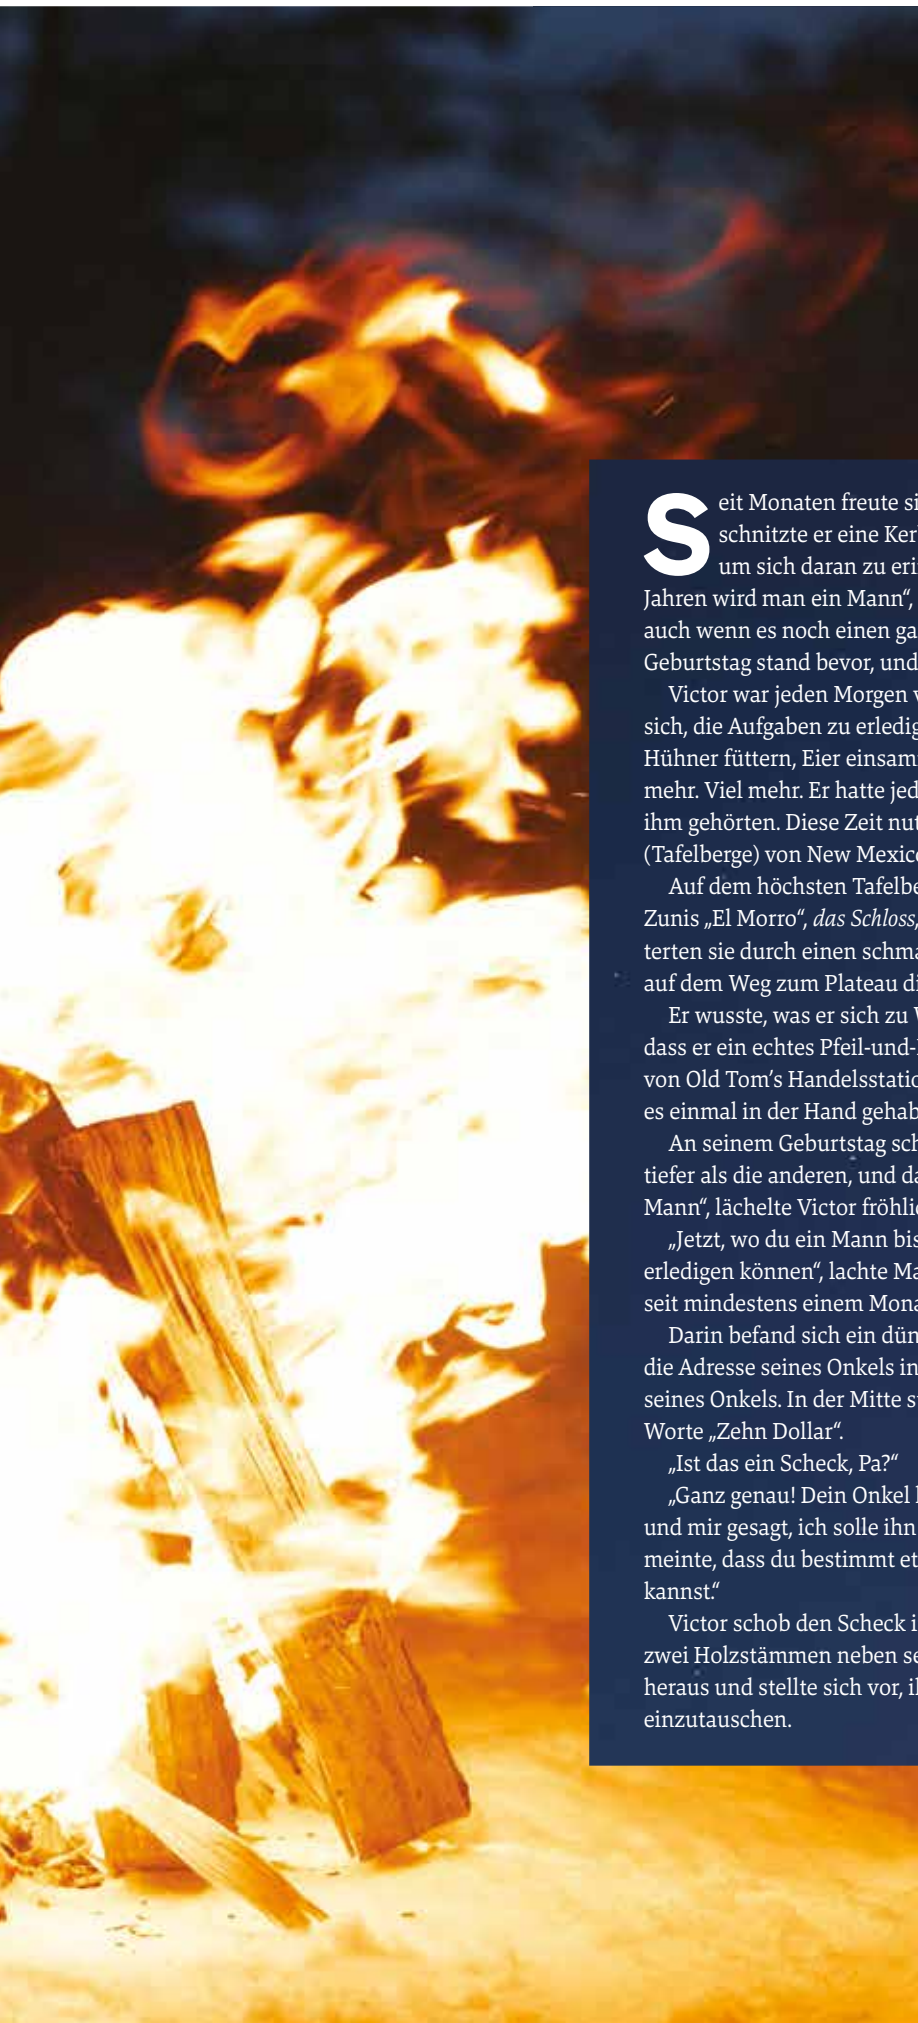 Seit Monaten freute si
schnitzte er eine Ker
um sich daran zu eri
Jahren wird man ein Mann“,
auch wenn es noch einen ga
Geburtstag stand bevor, und
Victor war jeden Morgen
sich, die Aufgaben zu erledig
Hühner füttern, Eier einsam
mehr. Viel mehr. Er hatte jed
ihm gehörten. Diese Zeit nut
(Tafelberge) von New Mexico
Auf dem höchsten Tafelbe
Zunis „El Morro“, das Schloss,
terten sie durch einen schma
auf dem Weg zum Plateau di
Er wusste, was er sich zu
dass er ein echtes Pfeil-und-
von Old Tom’s Handelsstatio
es einmal in der Hand gehab
An seinem Geburtstag sch
tiefer als die anderen, und da
Mann“, lächelte Victor fröhlic
„Jetzt, wo du ein Mann bis
erledigen können“, lachte Ma
seit mindestens einem Mona
Darin befand sich ein dün
die Adresse seines Onkels in
seines Onkels. In der Mitte s
Worte „Zehn Dollar“.
„Ist das ein Scheck, Pa?“
„Ganz genau! Dein Onkel
und mir gesagt, ich solle ihn
meinte, dass du bestimmt et
kannst.“
Victor schob den Scheck i
zwei Holzstämmen neben se
heraus und stellte sich vor, i
einzutauschen.